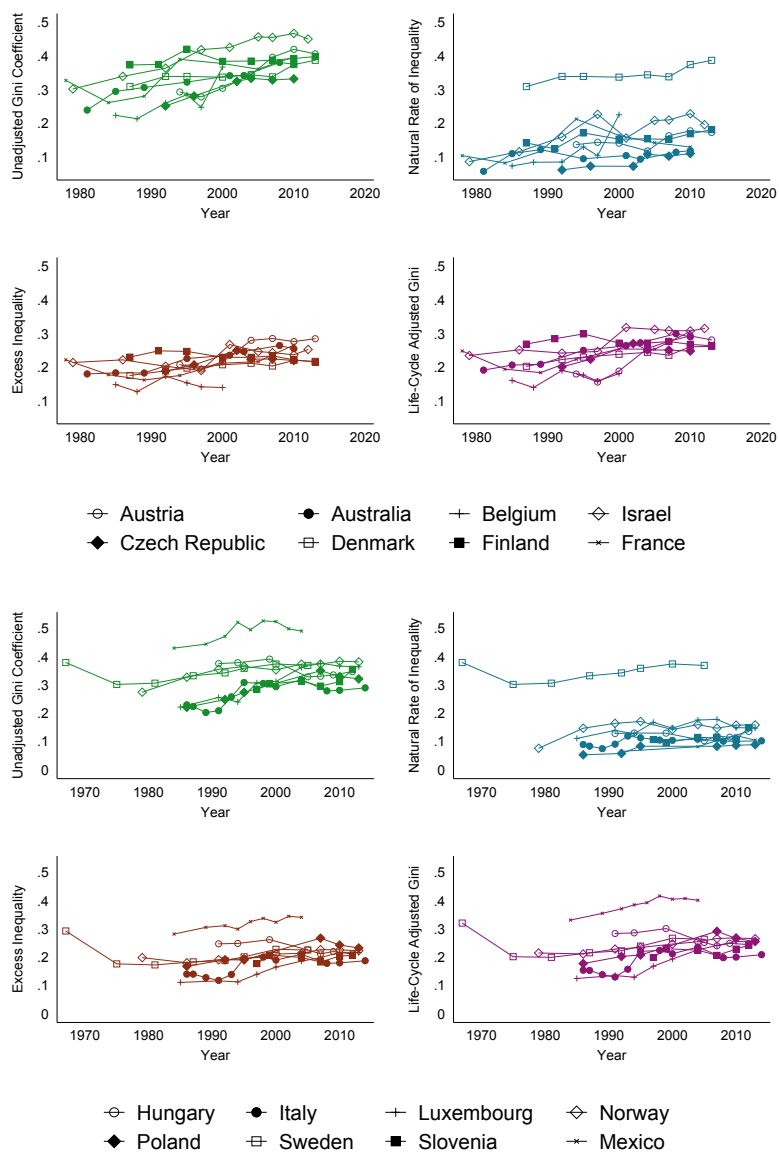 Unadjusted Gini Coefficient
.5
.4
.3
.2
.1
1980 1990 2000 2010 2020
Year
Natural Rate of Inequality
.5
.4
.3
.2
.1
1980 1990 2000 2010 2020
Year
Excess Inequality
.5
.4
.3
.2
.1
1980 1990 2000 2010 2020
Year
Life-Cycle Adjusted Gini
.5
.4
.3
.2
.1
1980 1990 2000 2010 2020
Year
Austria Australia Belgium Israel
Czech Republic Denmark Finland France
Unadjusted Gini Coefficient
.5
.4
.3
.2
.1
0
1970 1980 1990 2000 2010
Year
Natural Rate of Inequality
.5
.4
.3
.2
.1
0
1970 1980 1990 2000 2010
Year
Excess Inequality
.5
.4
.3
.2
.1
0
1970 1980 1990 2000 2010
Year
Life-Cycle Adjusted Gini
.5
.4
.3
.2
.1
0
1970 1980 1990 2000 2010
Year
Hungary Italy Luxembourg Norway
Poland Sweden Slovenia Mexico